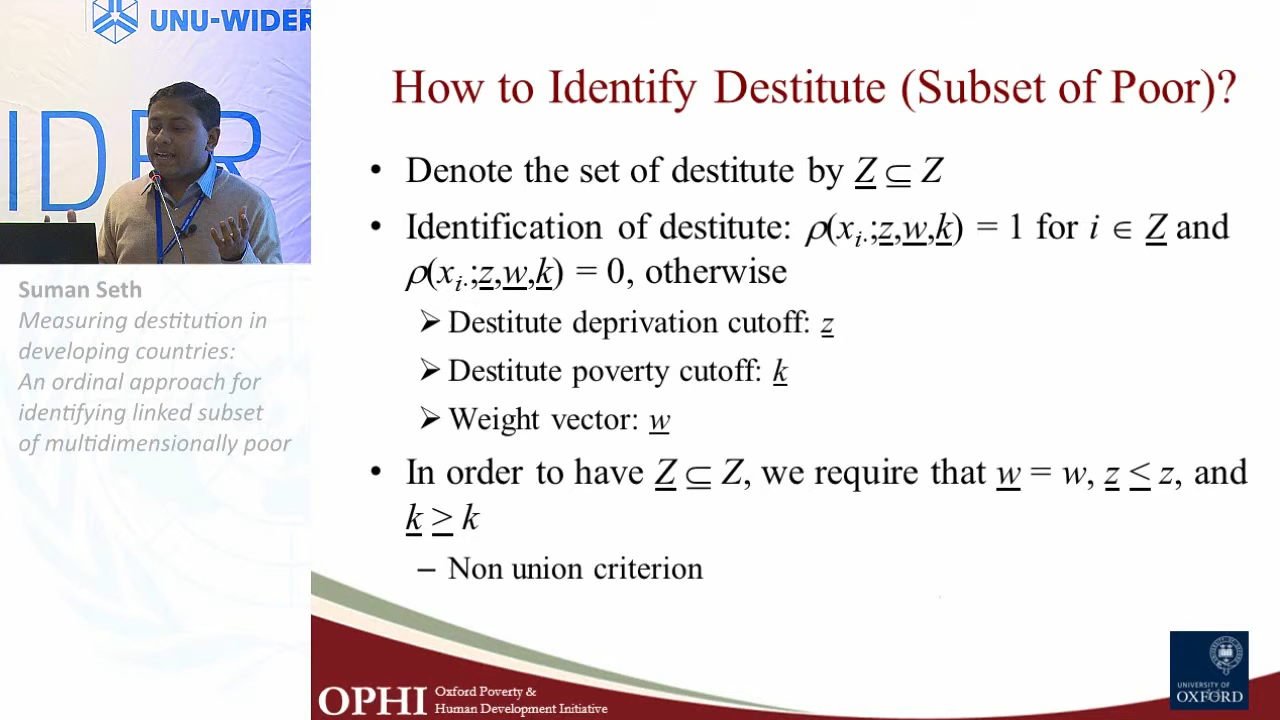 UNU-WIDER
IDER
How to Identify Destitute (Subset of Poor)?
• Denote the set of destitute by Z ⊆ Z
• Identification of destitute: ρ(xi·;z,w,k) = 1 for i ∈ Z and
ρ(xi·;z,w,k) = 0, otherwise
➢ Destitute deprivation cutoff: z
➢ Destitute poverty cutoff: k
➢ Weight vector: w
• In order to have Z ⊆ Z, we require that w = w, z ≤ z, and
k ≥ k
– Non union criterion
Suman Seth
Measuring destitution in
developing countries:
An ordinal approach for
identifying linked subset
of multidimensionally poor
OPHI Oxford Poverty &
Human Development Initiative
UNIVERSITY OF
OXFORD